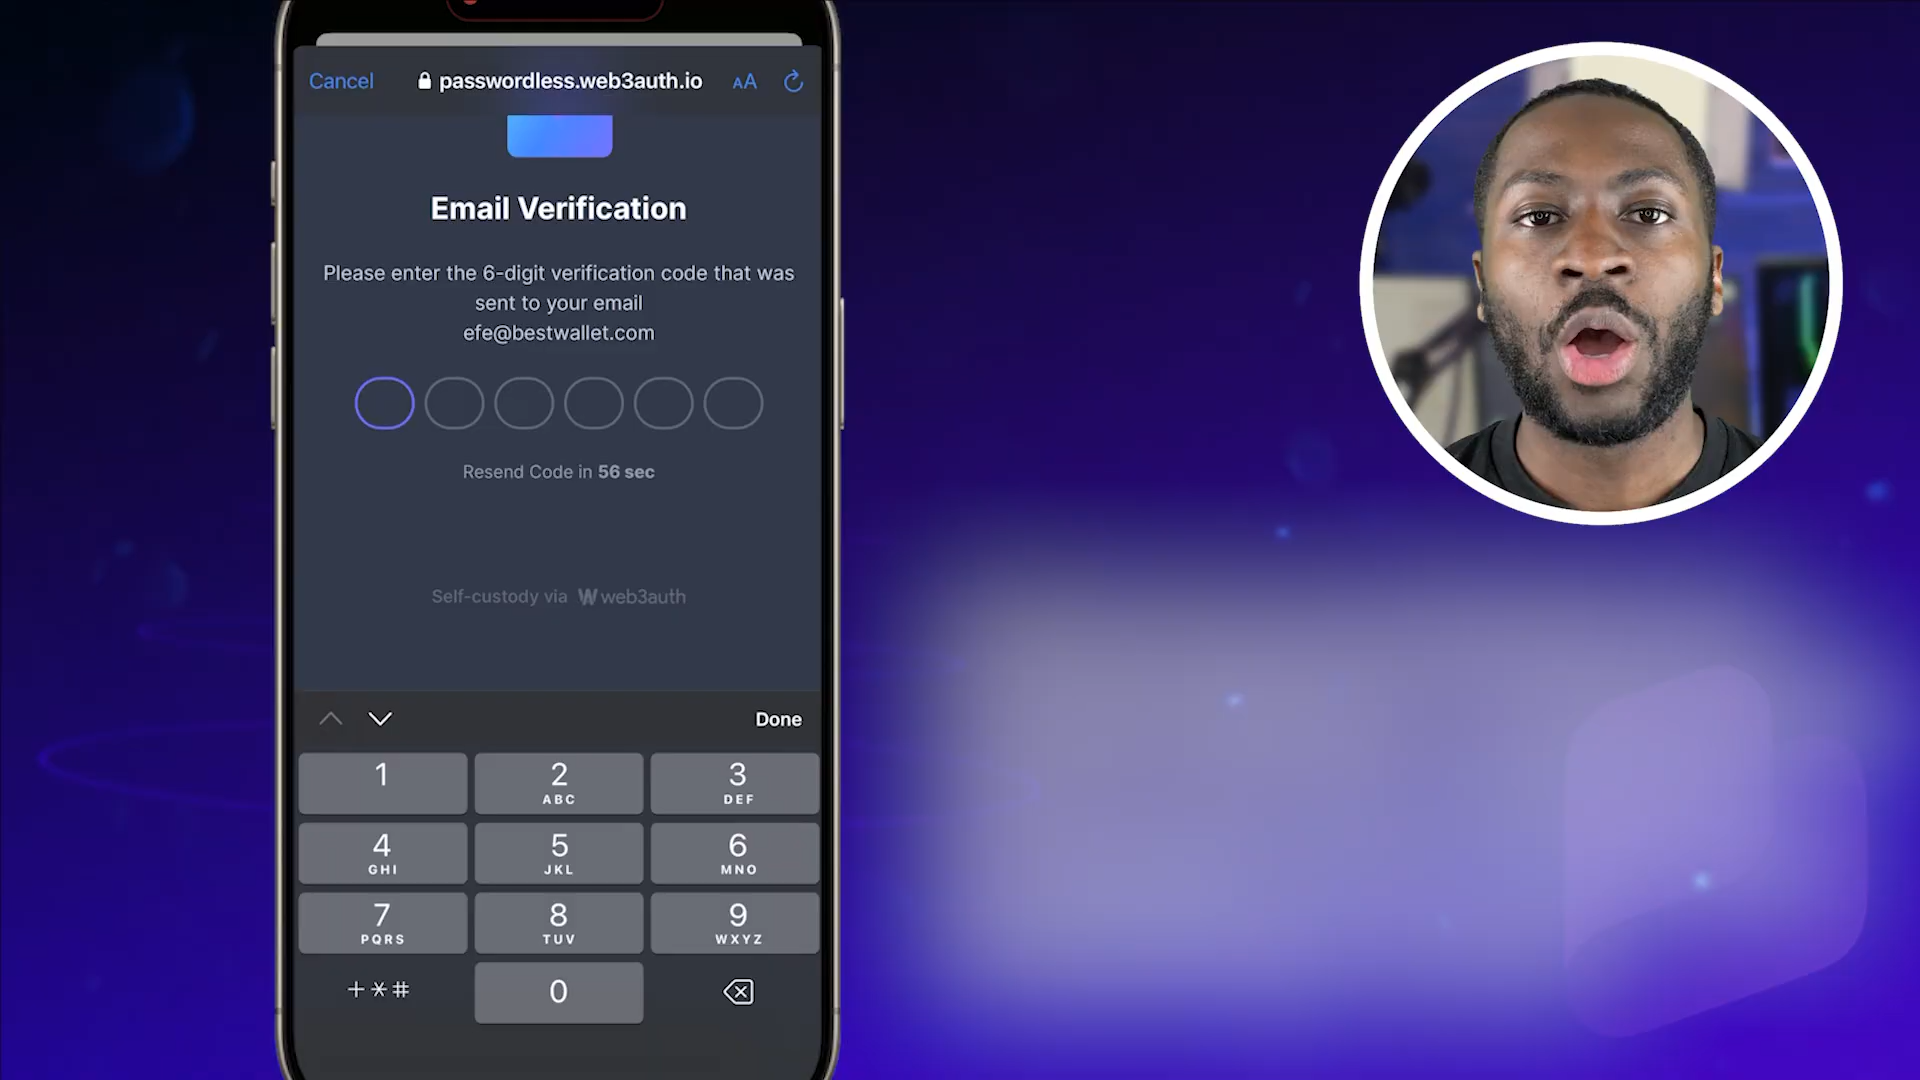 Cancel passwordless.web3auth.io AA
Email Verification
Please enter the 6-digit verification code that was
sent to your email
efe@bestwallet.com
Resend Code in 56 sec
Self-custody via web3auth
Done
1 2 3
ABC DEF
4 5 6
GHI JKL MNO
7 8 9
PQRS TUV WXYZ
+*# 0